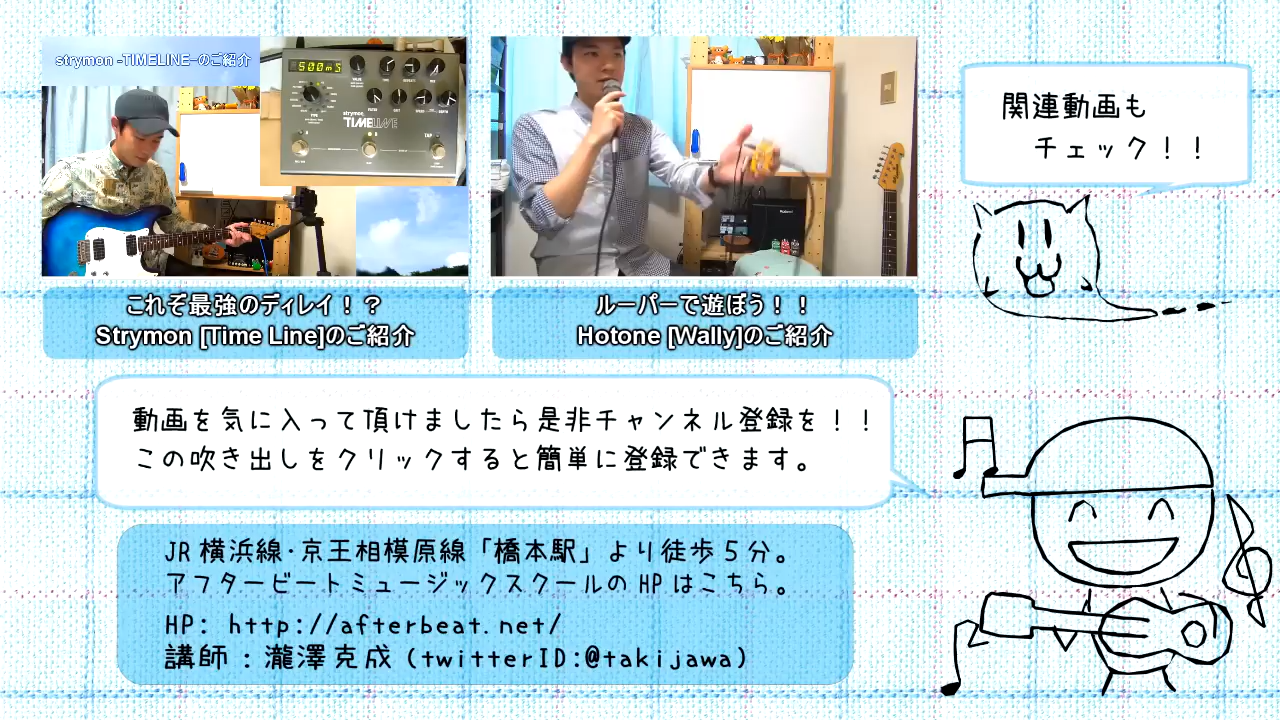 strymon -TIMELINE-のご紹介
500mS
strymon
TIMELINE
TAP
関連動画も
チェック！！
これぞ最強のディレイ！？
Strymon [Time Line]のご紹介
ルーパーで遊ぼう！！
Hotone [Wally]のご紹介
動画を気に入って頂けましたら是非チャンネル登録を！！
この吹き出しをクリックすると簡単に登録できます。
JR横浜線・京王相模原線「橋本駅」より徒歩5分。
アフタービートミュージックスクールのHPはこちら。
HP: http://afterbeat.net/
講師：瀧澤克成 (twitterID:@takijawa)